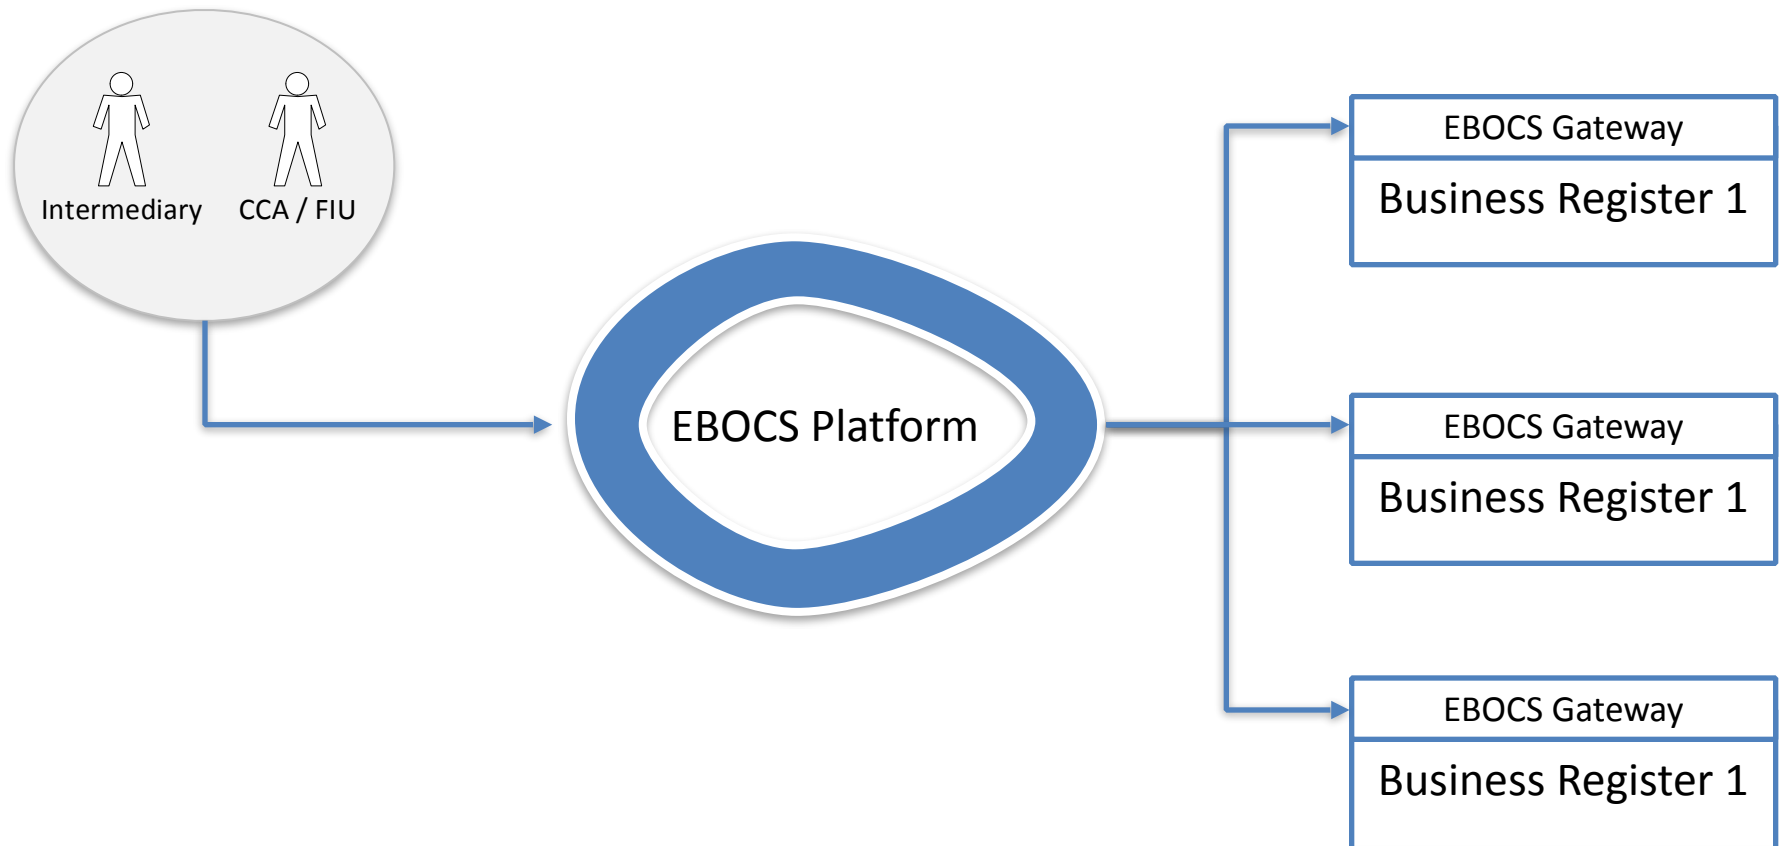 Intermediary
CCA / FIU
EBOCS Platform
EBOCS Gateway
Business Register 1
EBOCS Gateway
Business Register 1
EBOCS Gateway
Business Register 1